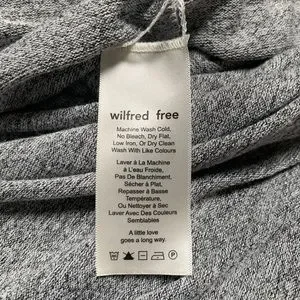 wilfred free
Machine Wash Cold,
No Bleach, Dry Flat,
Low Iron, Or Dry Clean
Wash With Like Colours
Laver à La Machine
à L'eau Froide,
Pas De Blanchiment,
Sécher à Plat,
Repasser à Basse
Température,
Ou Nettoyer à Sec
Laver Avec Des Couleurs
Semblables
A little love
goes a long way.